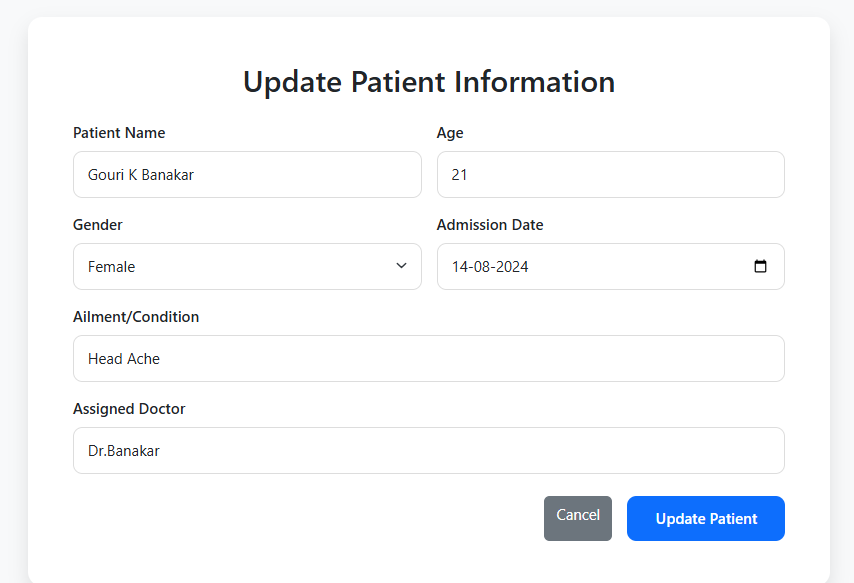 Update Patient Information
Patient Name
Age
Gouri K Banakar
21
Gender
Admission Date
Female
14-08-2024
Ailment/Condition
Head Ache
Assigned Doctor
Dr.Banakar
Cancel
Update Patient